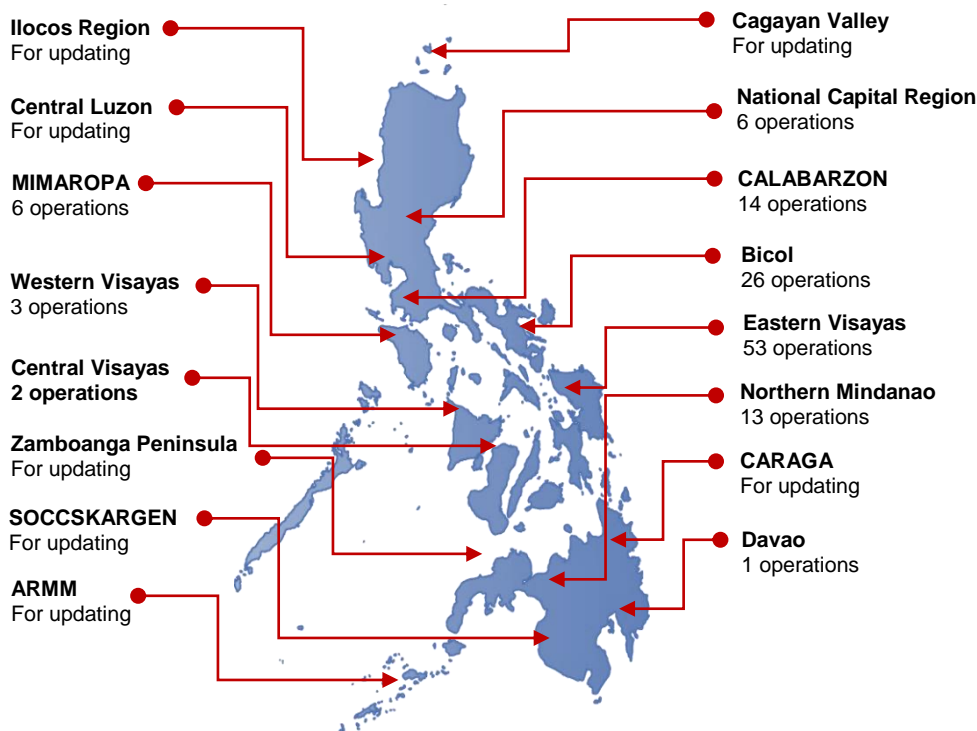 Ilocos Region
For updating
Central Luzon
For updating
MIMAROPA
6 operations
Western Visayas
3 operations
Central Visayas
2 operations
Zamboanga Peninsula
For updating
SOCCSKARGEN
For updating
ARMM
For updating
Cagayan Valley
For updating
National Capital Region
6 operations
CALABARZON
14 operations
Bicol
26 operations
Eastern Visayas
53 operations
Northern Mindanao
13 operations
CARAGA
For updating
Davao
1 operations